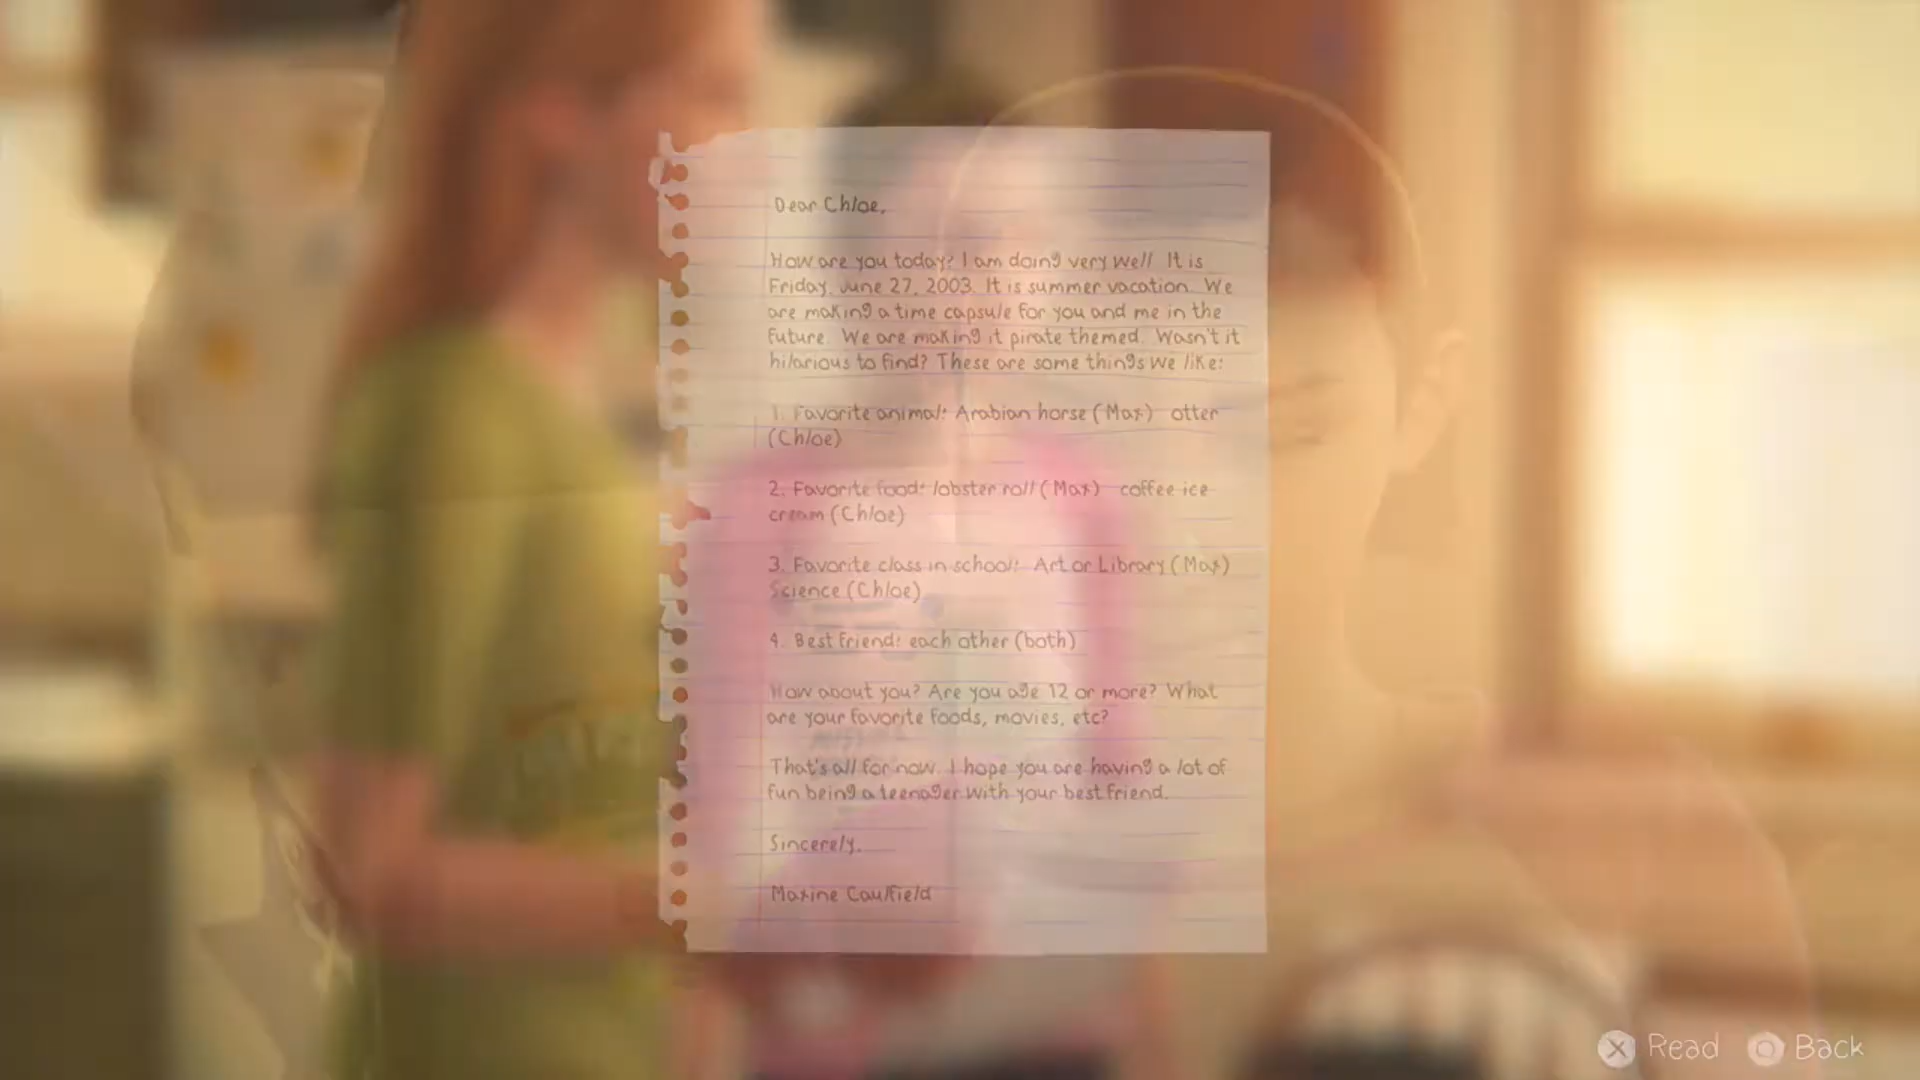 Dear Chloe,
How are you today? I am doing very well. It is
Friday, June 27, 2003. It is summer vacation. We
are making a time capsule for you and me in the
future. We are making it pirate themed. Wasn't it
hilarious to find? These are some things we like:
1. Favorite animal: Arabian horse (Max) otter
(Chloe)
2. Favorite food: lobster roll (Max) coffee ice
cream (Chloe)
3. Favorite class in school: Art or Library (Max)
Science (Chloe)
4. Best friend: each other (both)
How about you? Are you age 12 or more? What
are your favorite foods, movies, etc?
That's all for now. I hope you are having a lot of
fun being a teenager with your best friend.
Sincerely,
Maxine Caulfield
Read Back